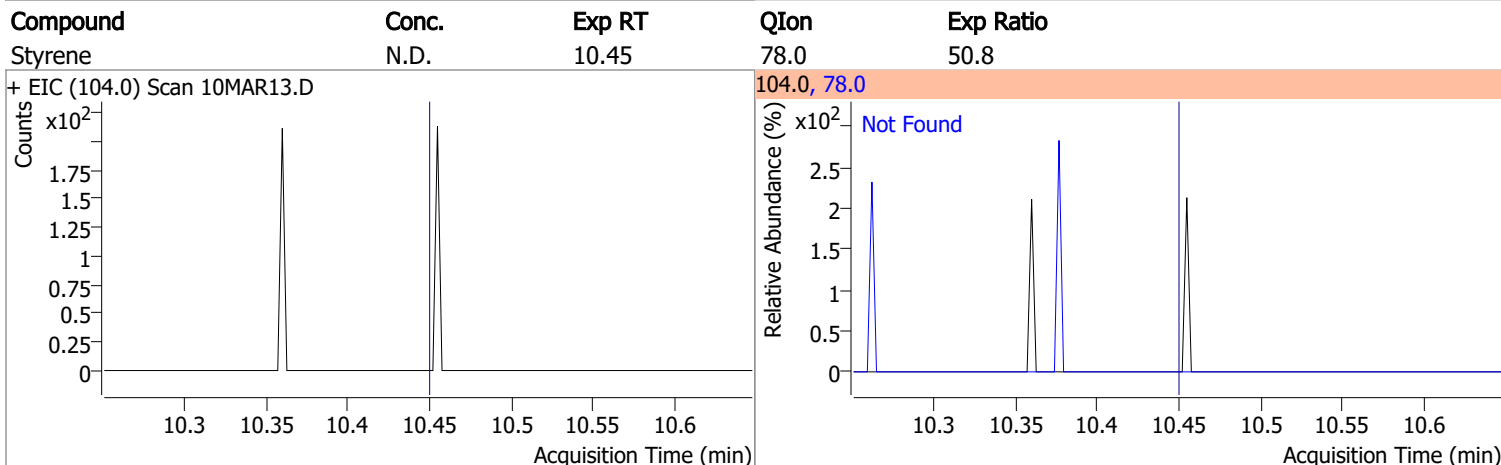 Compound Conc. Exp RT QIon Exp Ratio
Styrene N.D. 10.45 78.0 50.8
+ EIC (104.0) Scan 10MAR13.D
Counts
x10²
1.75
1.5
1.25
1
0.75
0.5
0.25
0
10.3 10.35 10.4 10.45 10.5 10.55 10.6
Acquisition Time (min)
104.0, 78.0
Relative Abundance (%)
x10²
Not Found
2.5
2
1.5
1
0.5
0
10.3 10.35 10.4 10.45 10.5 10.55 10.6
Acquisition Time (min)